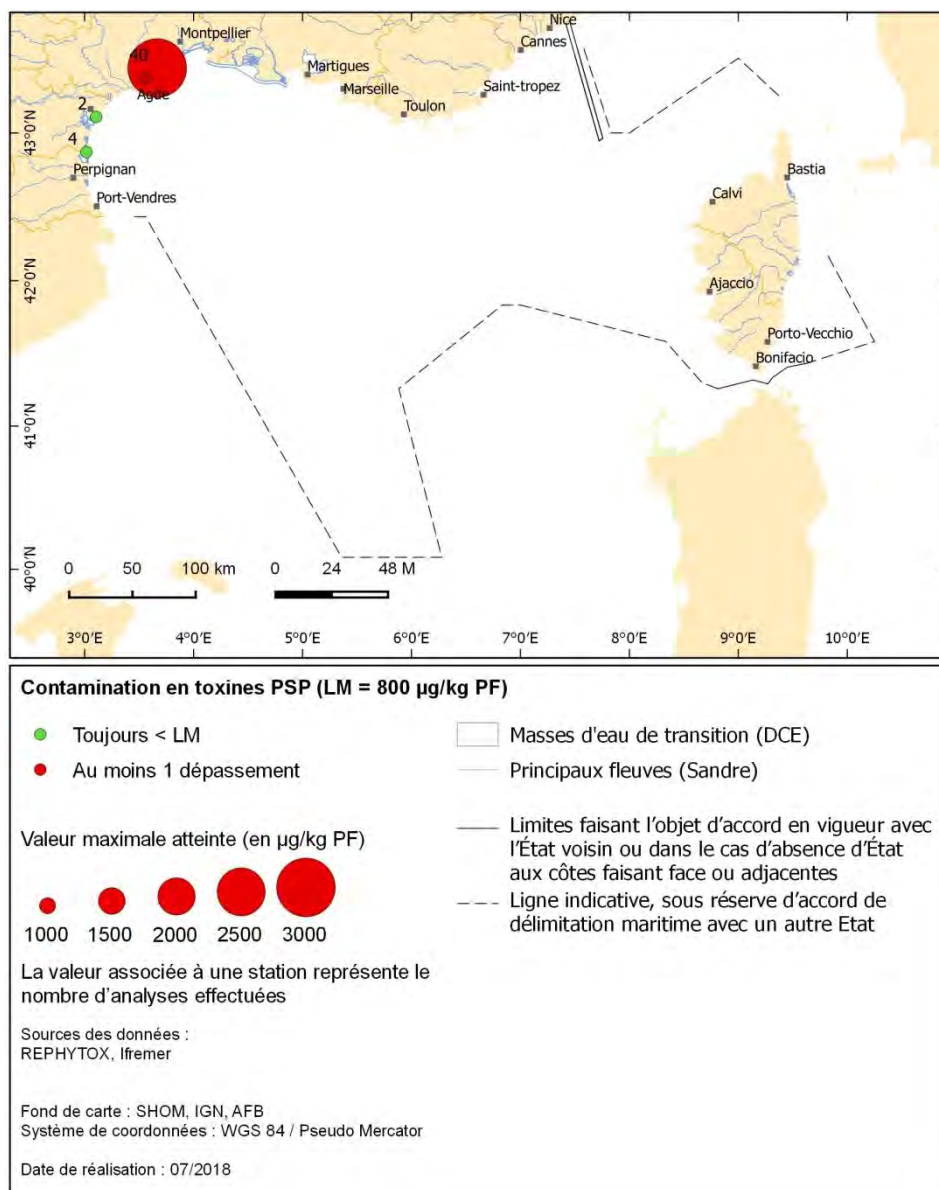 Nice
Montpellier
Cannes
40
Martigues
Agde
Marseille
Saint-tropez
Toulon
2
43°0'N
4
Perpignan
Bastia
Port-Vendres
Calvi
42°0'N
Ajaccio
Porto-Vecchio
Bonifacio
41°0'N
0 50 100 km 0 24 48 M
40°0'N
3°0'E 4°0'E 5°0'E 6°0'E 7°0'E 8°0'E 9°0'E 10°0'E
Contamination en toxines PSP (LM = 800 µg/kg PF)
Toujours < LM
Au moins 1 dépassement
Valeur maximale atteinte (en µg/kg PF)
1000 1500 2000 2500 3000
La valeur associée à une station représente le
nombre d'analyses effectuées
Sources des données :
REPHYTOX, Ifremer
Fond de carte : SHOM, IGN, AFB
Système de coordonnées : WGS 84 / Pseudo Mercator
Date de réalisation : 07/2018
Masses d'eau de transition (DCE)
Principaux fleuves (Sandre)
Limites faisant l'objet d'accord en vigueur avec
l'État voisin ou dans le cas d'absence d'État
aux côtes faisant face ou adjacentes
Ligne indicative, sous réserve d'accord de
délimitation maritime avec un autre Etat